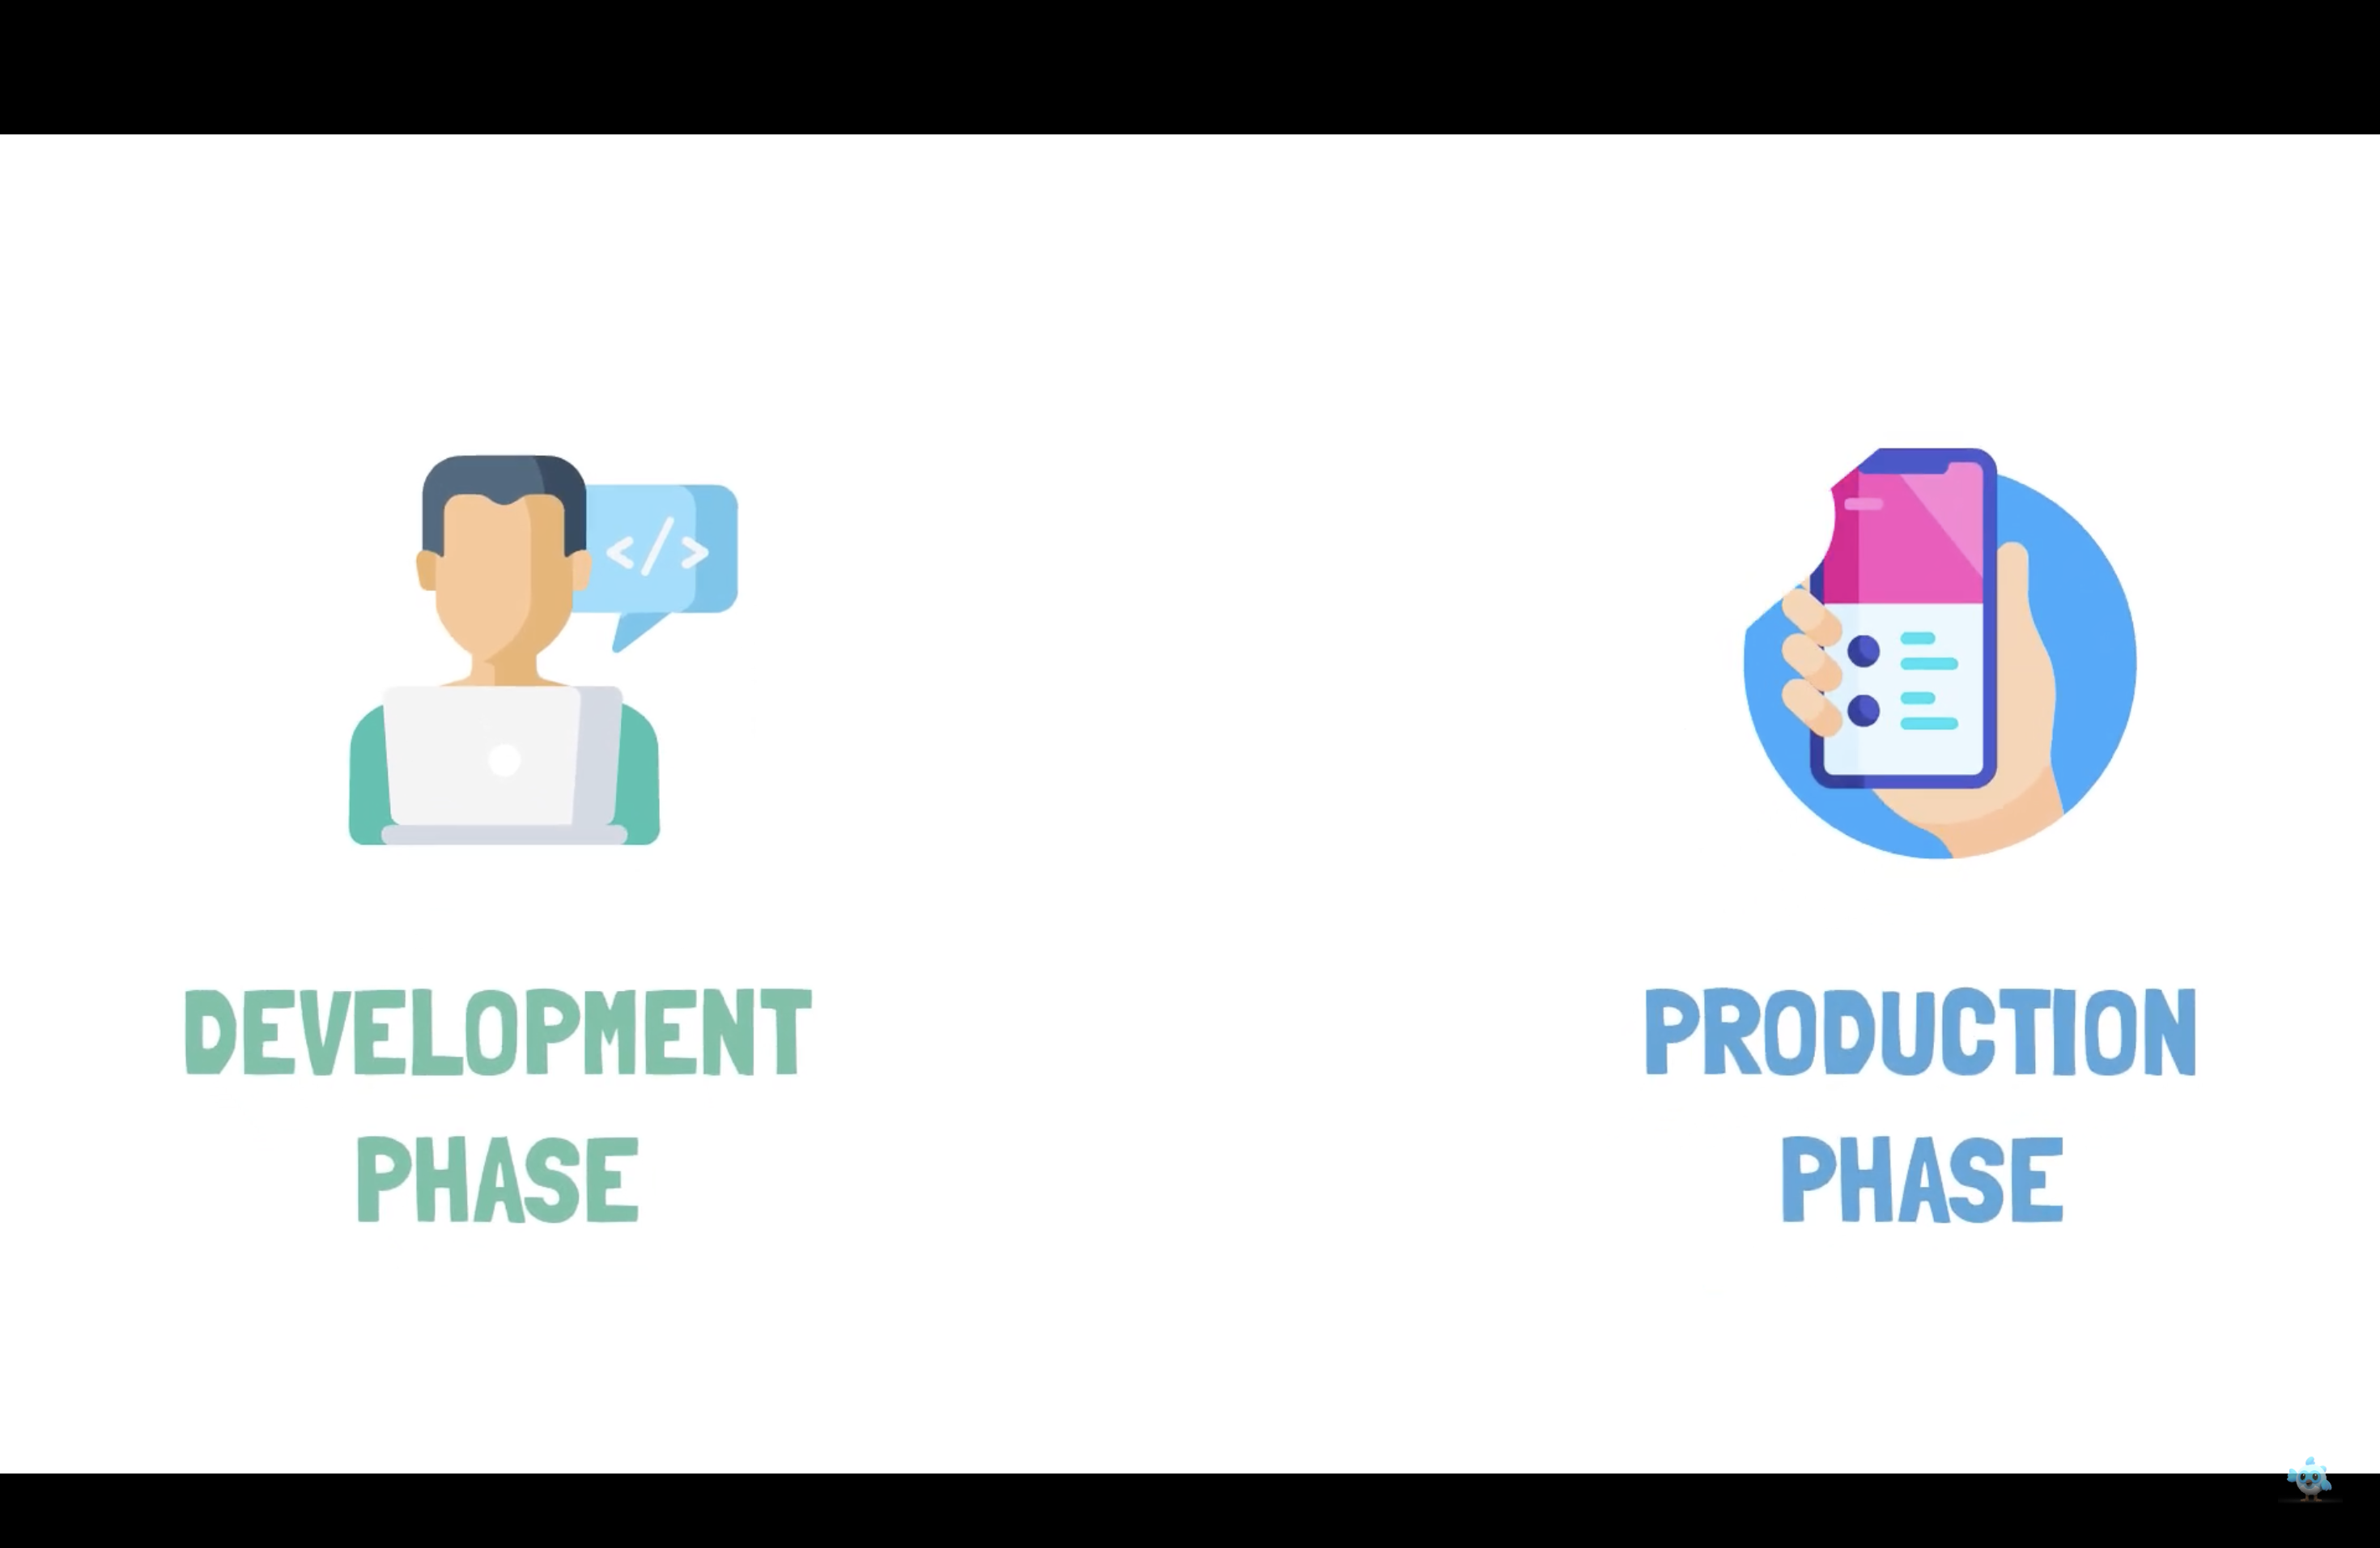 </>
DEVELOPMENT
PHASE
PRODUCTION
PHASE